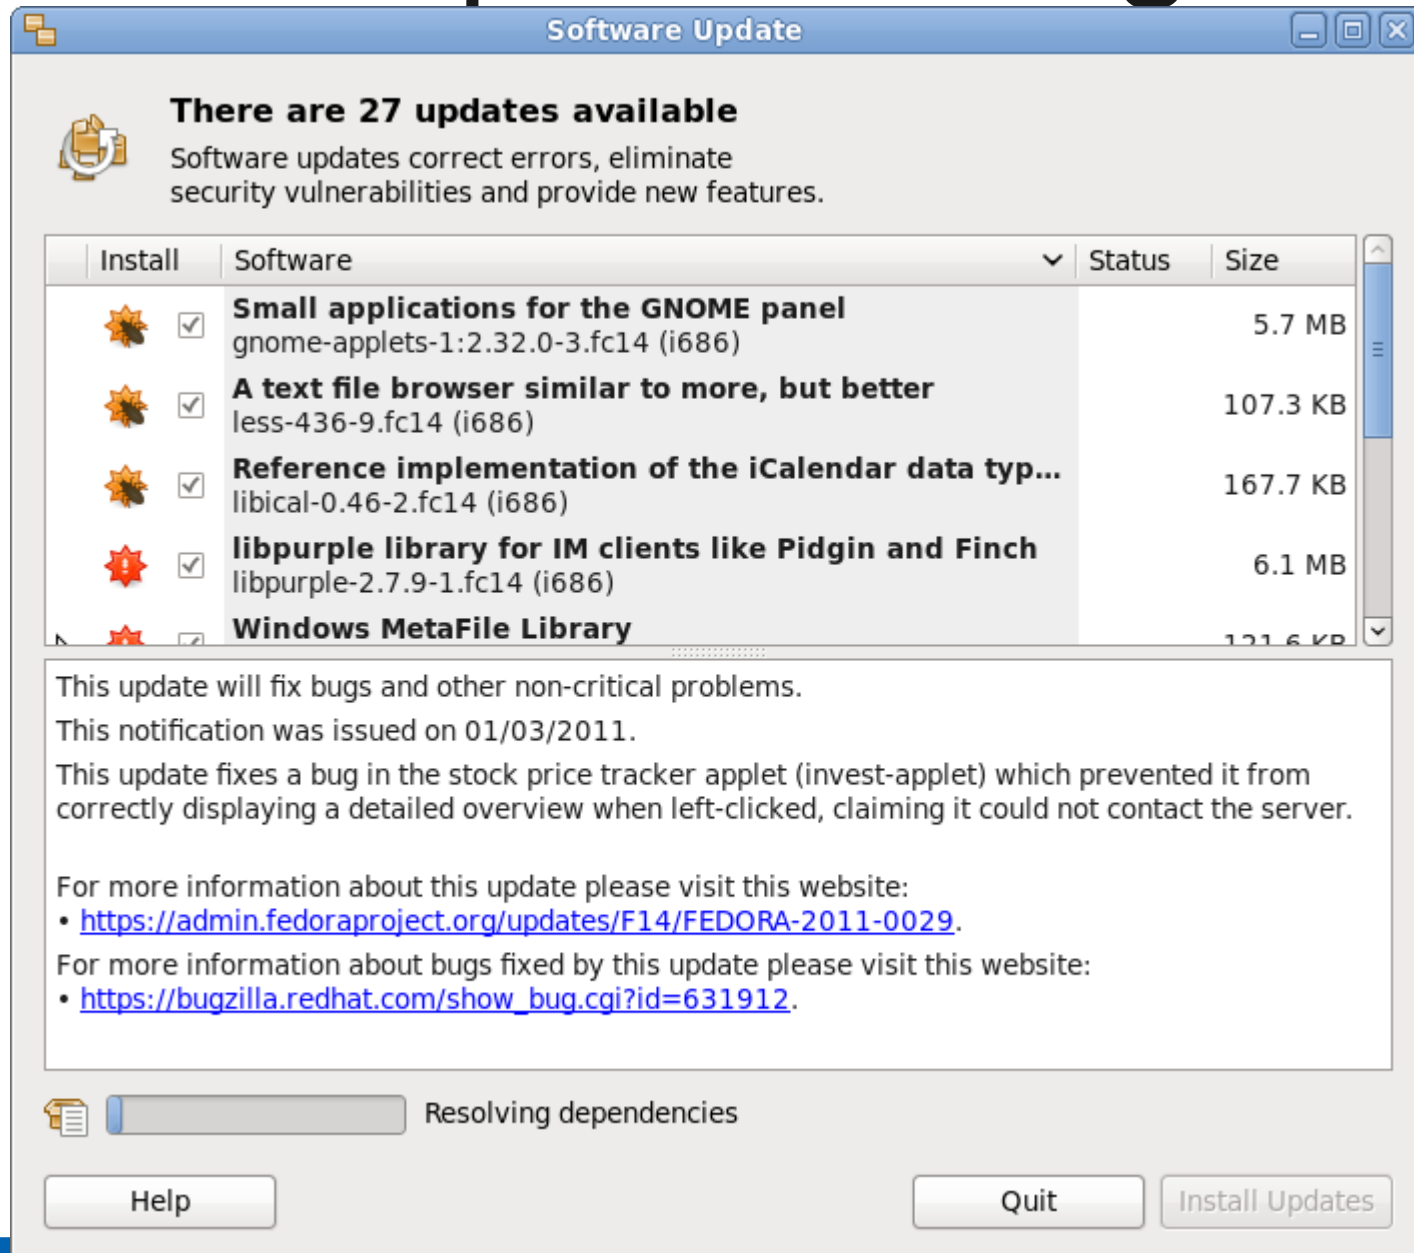 Software Update
There are 27 updates available
Software updates correct errors, eliminate
security vulnerabilities and provide new features.
Install Software Status Size
Small applications for the GNOME panel
gnome-applets-1:2.32.0-3.fc14 (i686)
5.7 MB
A text file browser similar to more, but better
less-436-9.fc14 (i686)
107.3 KB
Reference implementation of the iCalendar data typ...
libical-0.46-2.fc14 (i686)
167.7 KB
libpurple library for IM clients like Pidgin and Finch
libpurple-2.7.9-1.fc14 (i686)
6.1 MB
Windows MetaFile Library
121.6 KB
This update will fix bugs and other non-critical problems.
This notification was issued on 01/03/2011.
This update fixes a bug in the stock price tracker applet (invest-applet) which prevented it from
correctly displaying a detailed overview when left-clicked, claiming it could not contact the server.
For more information about this update please visit this website:
• https://admin.fedoraproject.org/updates/F14/FEDORA-2011-0029.
For more information about bugs fixed by this update please visit this website:
• https://bugzilla.redhat.com/show_bug.cgi?id=631912.
Resolving dependencies
Help Quit Install Updates